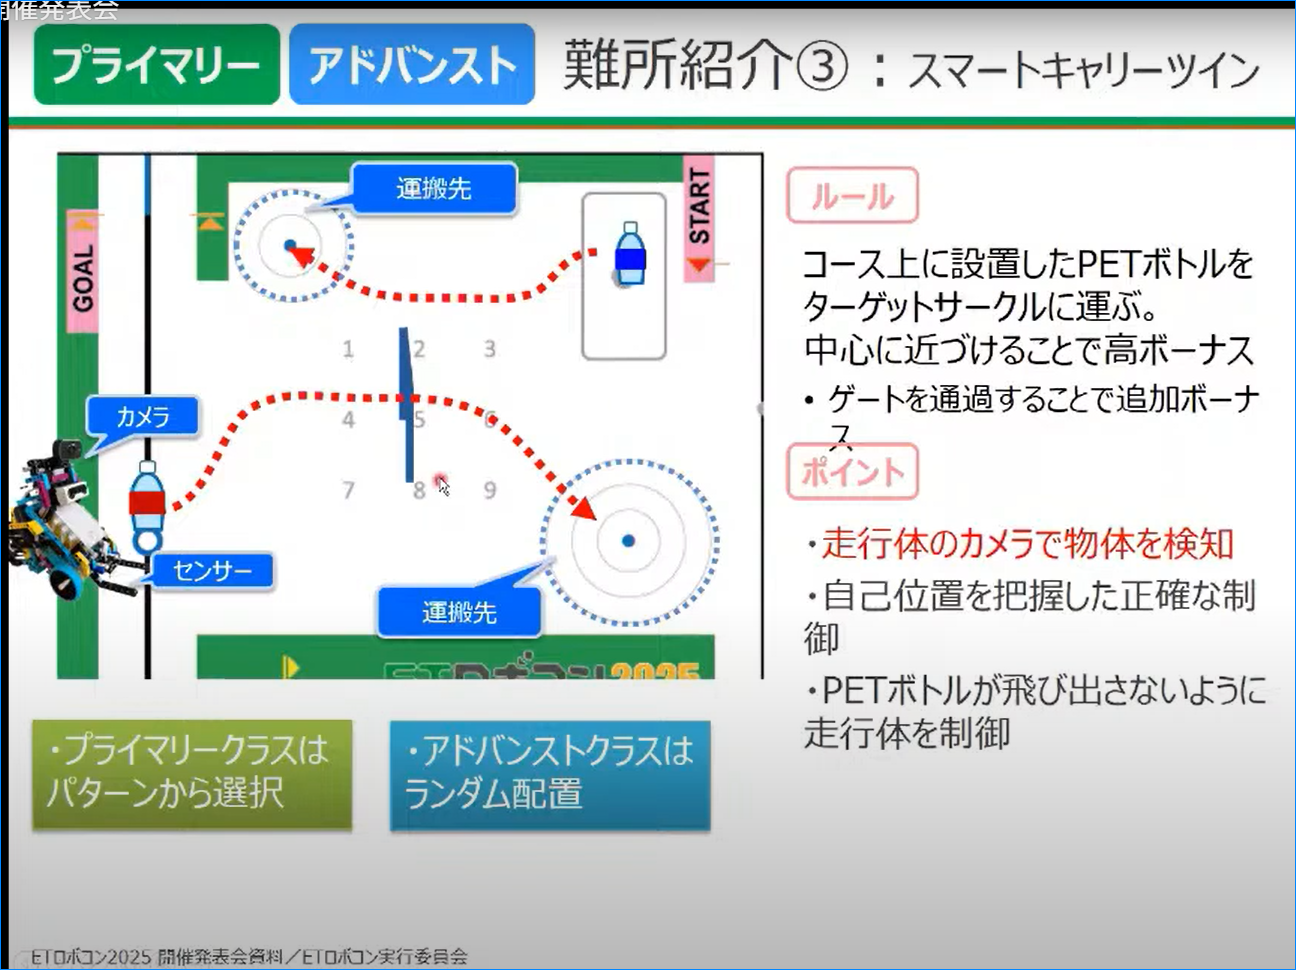 開催発表会
プライマリー
アドバンスト
難所紹介③：スマートキャリーツイン
運搬先
START
GOAL
1 2 3
4 5 6
7 8 9
カメラ
センサー
運搬先
ETロボコン2025
ルール
コース上に設置したPETボトルを
ターゲットサークルに運ぶ。
中心に近づけることで高ボーナス
• ゲートを通過することで追加ボーナ
ス
ポイント
・走行体のカメラで物体を検知
・自己位置を把握した正確な制
御
・PETボトルが飛び出さないように
走行体を制御
・プライマリークラスは
パターンから選択
・アドバンストクラスは
ランダム配置
ETロボコン2025 開催発表会資料／ETロボコン実行委員会